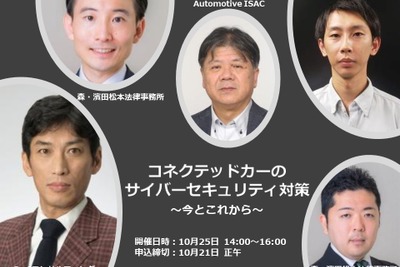 Automotive ISAC
森・濱田松本法律事務所
コネクテッドカーの
サイバーセキュリティ対策
～今とこれから～
開催日時：10月25日 14:00～16:00
申込締切：10月21日 正午